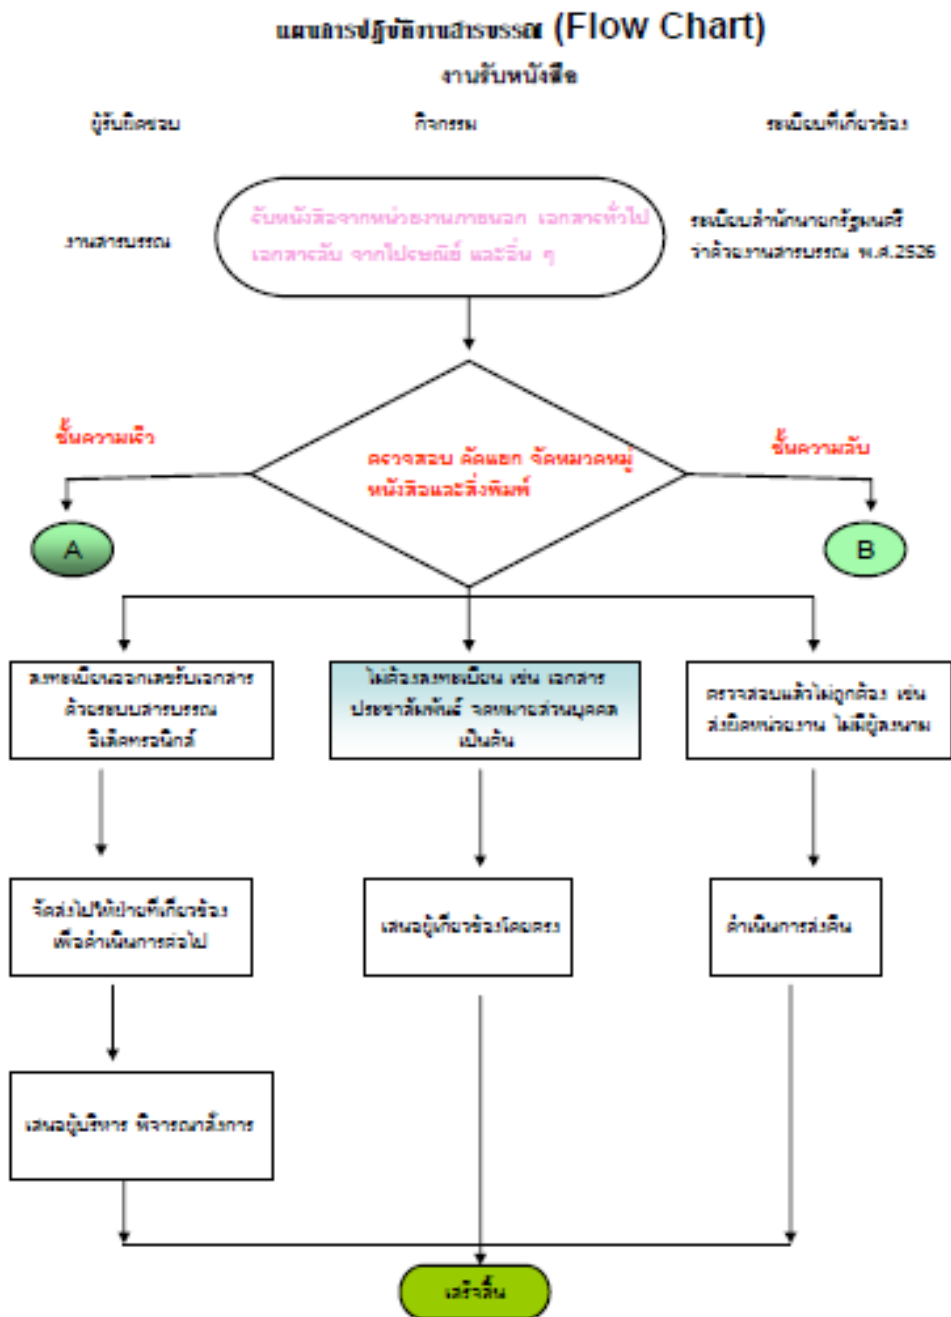 แผนการปฏิบัติงานสารบรรณ (Flow Chart)
งานรับหนังสือ
ผู้รับผิดชอบ
กิจกรรม
ระเบียบที่เกี่ยวข้อง
งานสารบรรณ
รับหนังสือจากหน่วยงานภายนอก เอกสารทั่วไป
เอกสารลับ จากไปรษณีย์ และอื่น ๆ
ระเบียบสำนักนายกรัฐมนตรี
ว่าด้วยงานสารบรรณ พ.ศ.2526
ชั้นความเร็ว
ตรวจสอบ คัดแยก จัดหมวดหมู่
หนังสือและสิ่งพิมพ์
ชั้นความลับ
A
B
ลงทะเบียนออกเลขรับเอกสาร
ด้วยระบบสารบรรณ
อิเล็คทรอนิกส์
ไม่ต้องลงทะเบียน เช่น เอกสาร
ประชาสัมพันธ์ จดหมายส่วนบุคคล
เป็นต้น
ตรวจสอบแล้วไม่ถูกต้อง เช่น
ส่งผิดหน่วยงาน ไม่มีผู้ลงนาม
จัดส่งไปให้ฝ่ายที่เกี่ยวข้อง
เพื่อดำเนินการต่อไป
เสนอผู้เกี่ยวข้องโดยตรง
ดำเนินการส่งคืน
เสนอผู้บริหาร พิจารณาสั่งการ
เสร็จสิ้น